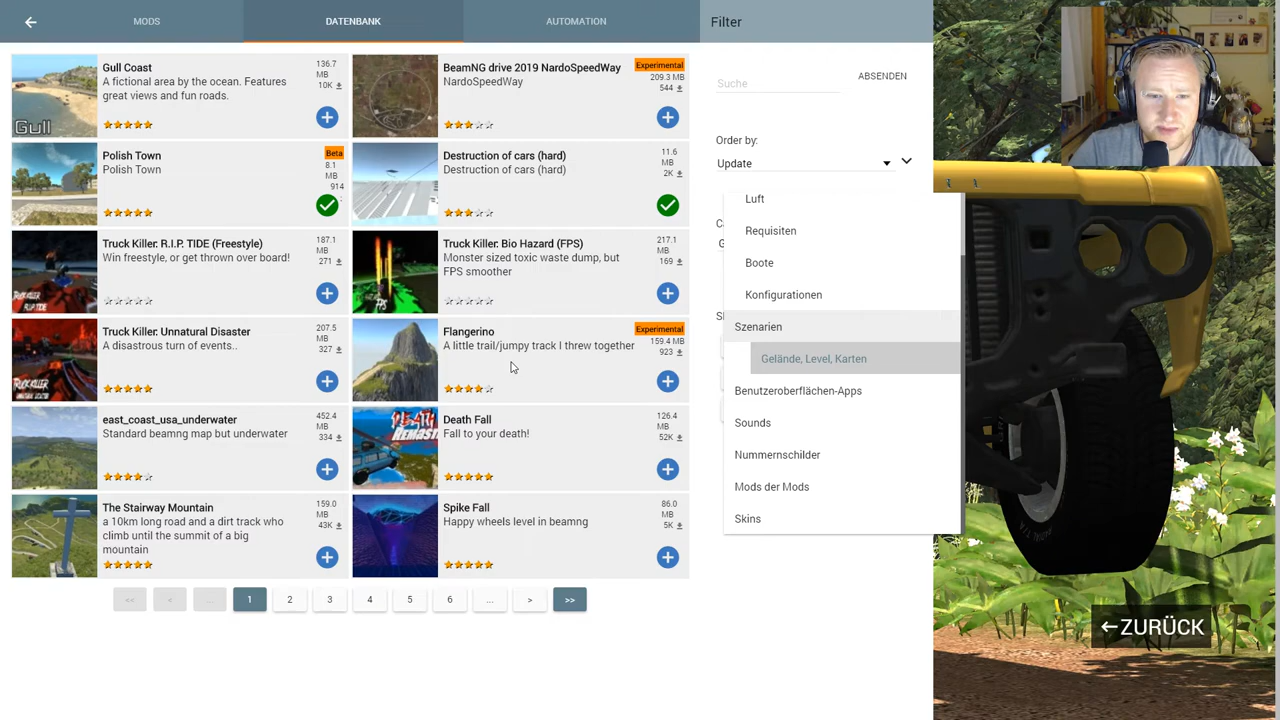 MODS
DATENBANK
AUTOMATION
Filter
Gull Coast
A fictional area by the ocean. Features
great views and fun roads.
136.7
MB
10K
Gull
BeamNG drive 2019 NardoSpeedWay
NardoSpeedWay
Experimental
209.3 MB
544
Polish Town
Polish Town
Beta
8.1
MB
914
Destruction of cars (hard)
Destruction of cars (hard)
11.6
MB
2K
Truck Killer: R.I.P. TIDE (Freestyle)
Win freestyle, or get thrown over board!
187.1
MB
271
Truck Killer: Bio Hazard (FPS)
Monster sized toxic waste dump, but
FPS smoother
217.1
MB
169
Truck Killer: Unnatural Disaster
A disastrous turn of events..
207.5
MB
327
Flangerino
A little trail/jumpy track I threw together
Experimental
159.4 MB
923
east_coast_usa_underwater
Standard beamng map but underwater
452.4
MB
334
Death Fall
Fall to your death!
126.4
MB
52K
The Stairway Mountain
a 10km long road and a dirt track who
climb until the summit of a big
mountain
159.0
MB
43K
Spike Fall
Happy wheels level in beamng
86.0
MB
5K
<< < ... 1 2 3 4 5 6 ... > >>
Suche
ABSENDEN
Order by:
Update
Luft
Requisiten
Boote
Konfigurationen
Szenarien
Gelände, Level, Karten
Benutzeroberflächen-Apps
Sounds
Nummernschilder
Mods der Mods
Skins
←ZURÜCK